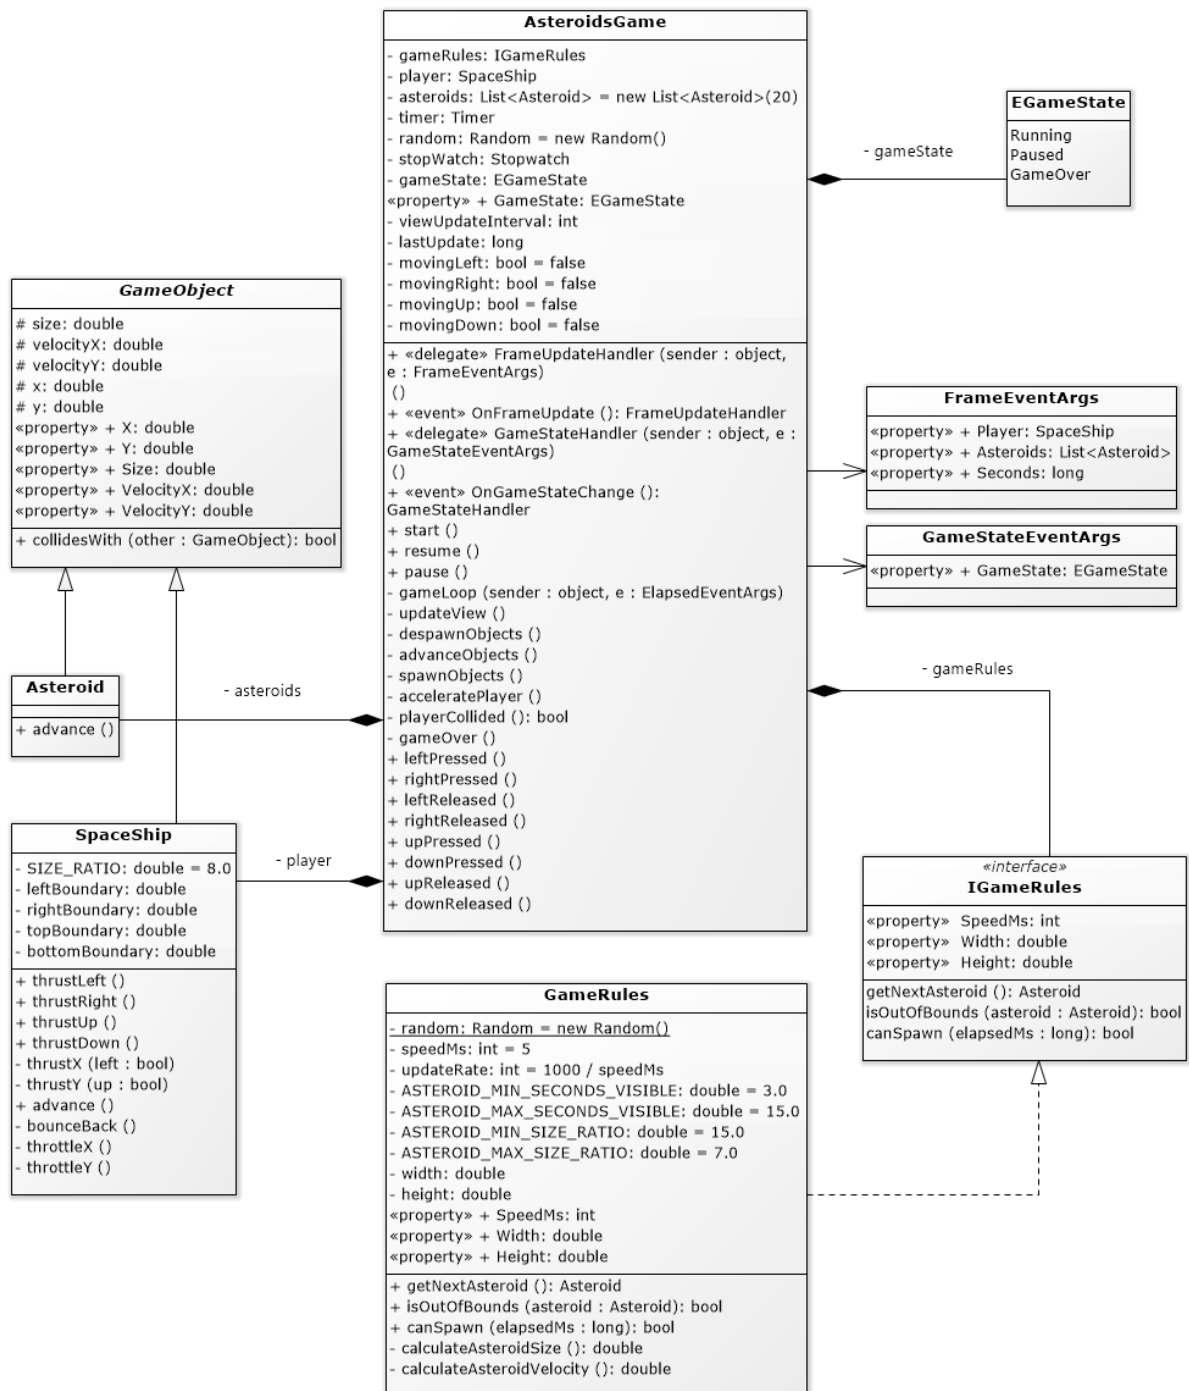 AsteroidsGame
- gameRules: IGameRules
- player: SpaceShip
- asteroids: List<Asteroid> = new List<Asteroid>(20)
- timer: Timer
- random: Random = new Random()
- stopWatch: Stopwatch
- gameState: EGameState
«property» + GameState: EGameState
- viewUpdateInterval: int
- lastUpdate: long
- movingLeft: bool = false
- movingRight: bool = false
- movingUp: bool = false
- movingDown: bool = false
+ «delegate» FrameUpdateHandler (sender : object,
e : FrameEventArgs)
()
+ «event» OnFrameUpdate (): FrameUpdateHandler
+ «delegate» GameStateHandler (sender : object, e :
GameStateEventArgs)
()
+ «event» OnGameStateChange ():
GameStateHandler
+ start ()
+ resume ()
+ pause ()
- gameLoop (sender : object, e : ElapsedEventArgs)
- updateView ()
- despawnObjects ()
- advanceObjects ()
- spawnObjects ()
- acceleratePlayer ()
- playerCollided (): bool
- gameOver ()
+ leftPressed ()
+ rightPressed ()
+ leftReleased ()
+ rightReleased ()
+ upPressed ()
+ downPressed ()
+ upReleased ()
+ downReleased ()
- gameState
EGameState
Running
Paused
GameOver
GameObject
# size: double
# velocityX: double
# velocityY: double
# x: double
# y: double
«property» + X: double
«property» + Y: double
«property» + Size: double
«property» + VelocityX: double
«property» + VelocityY: double
+ collidesWith (other : GameObject): bool
FrameEventArgs
«property» + Player: SpaceShip
«property» + Asteroids: List<Asteroid>
«property» + Seconds: long
GameStateEventArgs
«property» + GameState: EGameState
Asteroid
+ advance ()
- asteroids
- gameRules
SpaceShip
- SIZE_RATIO: double = 8.0
- leftBoundary: double
- rightBoundary: double
- topBoundary: double
- bottomBoundary: double
+ thrustLeft ()
+ thrustRight ()
+ thrustUp ()
+ thrustDown ()
- thrustX (left : bool)
- thrustY (up : bool)
+ advance ()
- bounceBack ()
- throttleX ()
- throttleY ()
- player
«interface»
IGameRules
«property» SpeedMs: int
«property» Width: double
«property» Height: double
getNextAsteroid (): Asteroid
isOutOfBounds (asteroid : Asteroid): bool
canSpawn (elapsedMs : long): bool
GameRules
- random: Random = new Random()
- speedMs: int = 5
- updateRate: int = 1000 / speedMs
- ASTEROID_MIN_SECONDS_VISIBLE: double = 3.0
- ASTEROID_MAX_SECONDS_VISIBLE: double = 15.0
- ASTEROID_MIN_SIZE_RATIO: double = 15.0
- ASTEROID_MAX_SIZE_RATIO: double = 7.0
- width: double
- height: double
«property» + SpeedMs: int
«property» + Width: double
«property» + Height: double
+ getNextAsteroid (): Asteroid
+ isOutOfBounds (asteroid : Asteroid): bool
+ canSpawn (elapsedMs : long): bool
- calculateAsteroidSize (): double
- calculateAsteroidVelocity (): double